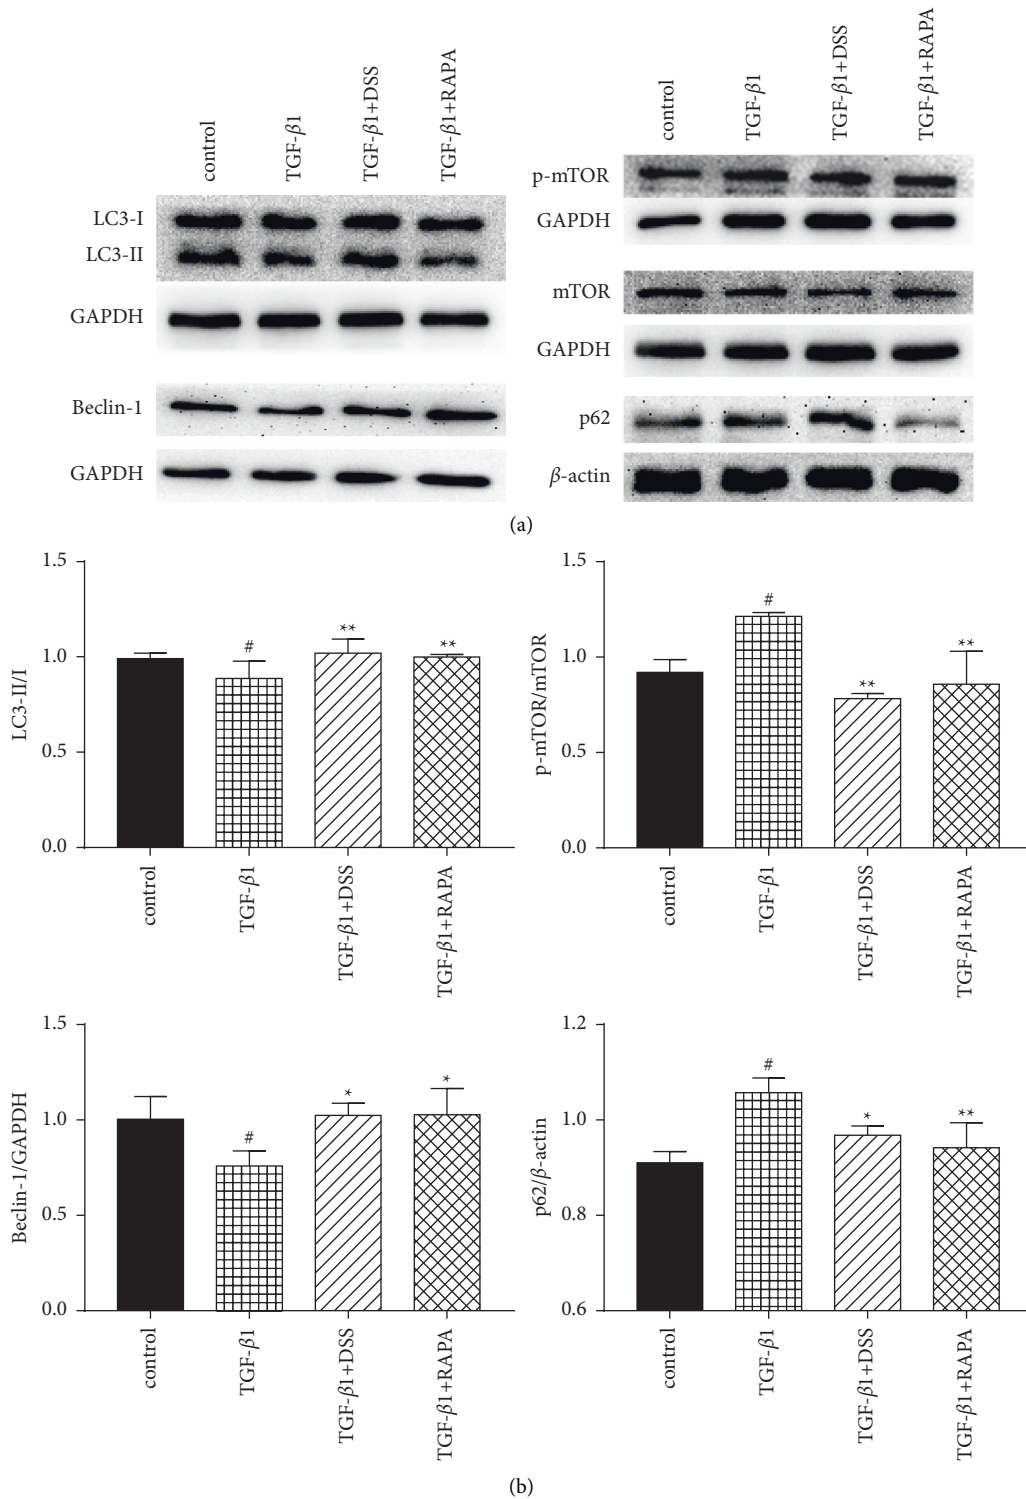 control
TGF-β1
TGF-β1+DSS
TGF-β1+RAPA
LC3-I
LC3-II
GAPDH
Beclin-1
GAPDH
control
TGF-β1
TGF-β1+DSS
TGF-β1+RAPA
p-mTOR
GAPDH
mTOR
GAPDH
p62
β-actin
(a)
LC3-II/I
1.5
1.0
0.5
0.0
#
**
**
control
TGF-β1
TGF-β1+DSS
TGF-β1+RAPA
p-mTOR/mTOR
1.5
1.0
0.5
0.0
#
**
**
control
TGF-β1
TGF-β1+DSS
TGF-β1+RAPA
Beclin-1/GAPDH
1.5
1.0
0.5
0.0
#
*
*
control
TGF-β1
TGF-β1+DSS
TGF-β1+RAPA
p62/β-actin
1.2
1.0
0.8
0.6
#
*
**
control
TGF-β1
TGF-β1+DSS
TGF-β1+RAPA
(b)